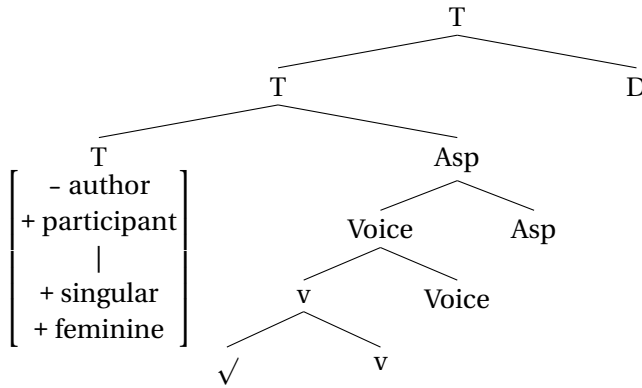 T
T D
T Asp
– author
+ participant
|
+ singular
+ feminine
Voice Asp
v Voice
√ v